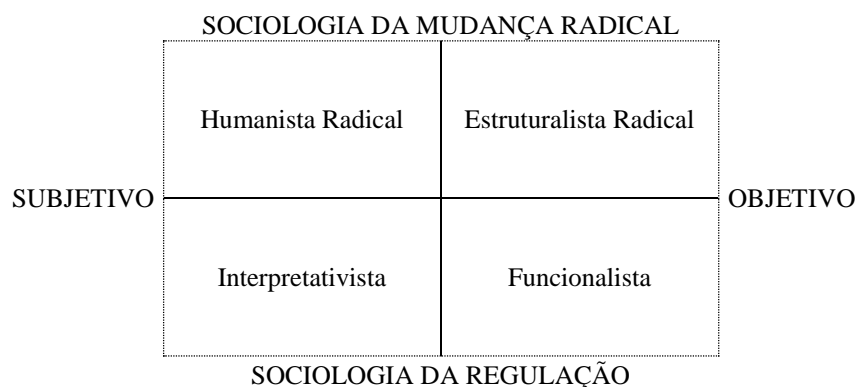 SOCIOLOGIA DA MUDANÇA RADICAL
Humanista Radical
Estruturalista Radical
SUBJETIVO
OBJETIVO
Interpretativista
Funcionalista
SOCIOLOGIA DA REGULAÇÃO